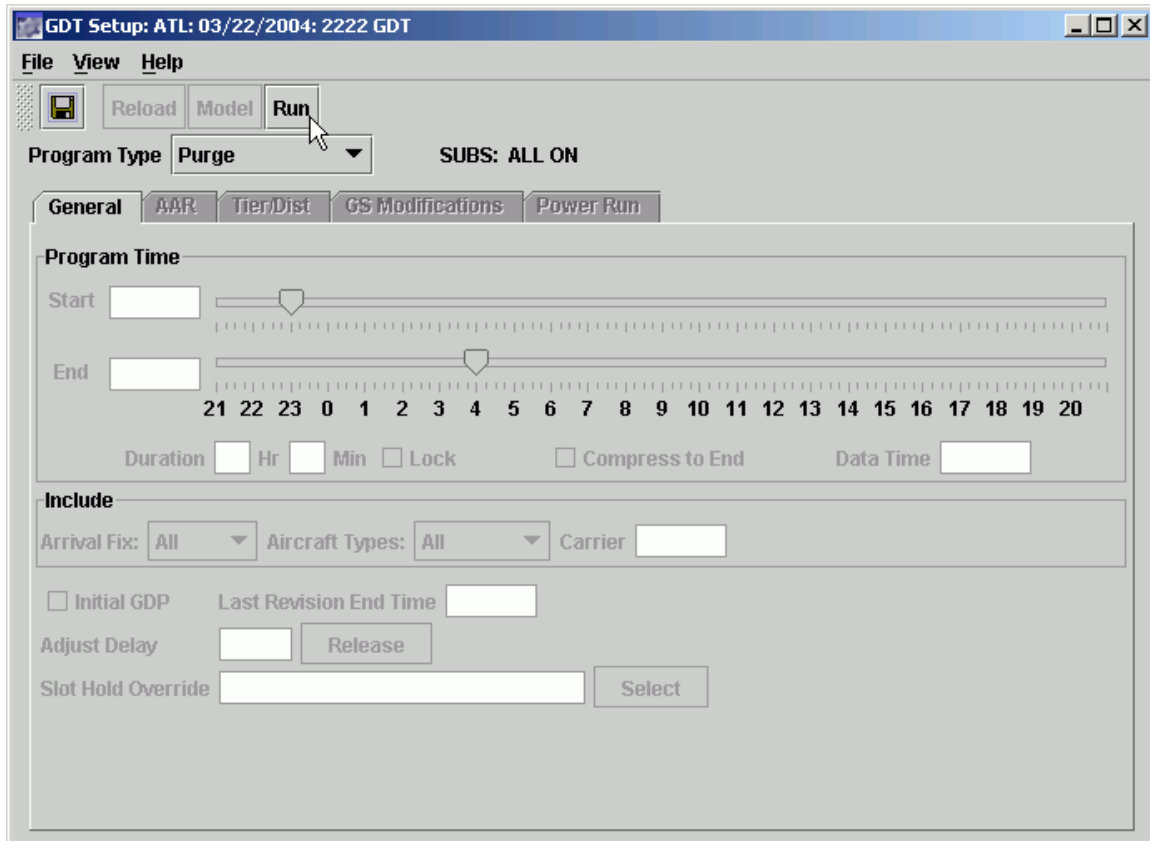 GDT Setup: ATL: 03/22/2004: 2222 GDT
File View Help
Reload Model Run
Program Type Purge SUBS: ALL ON
General AAR Tier/Dist GS Modifications Power Run
Program Time
Start
End
21 22 23 0 1 2 3 4 5 6 7 8 9 10 11 12 13 14 15 16 17 18 19 20
Duration Hr Min Lock Compress to End Data Time
Include
Arrival Fix: All Aircraft Types: All Carrier
Initial GDP Last Revision End Time
Adjust Delay Release
Slot Hold Override Select